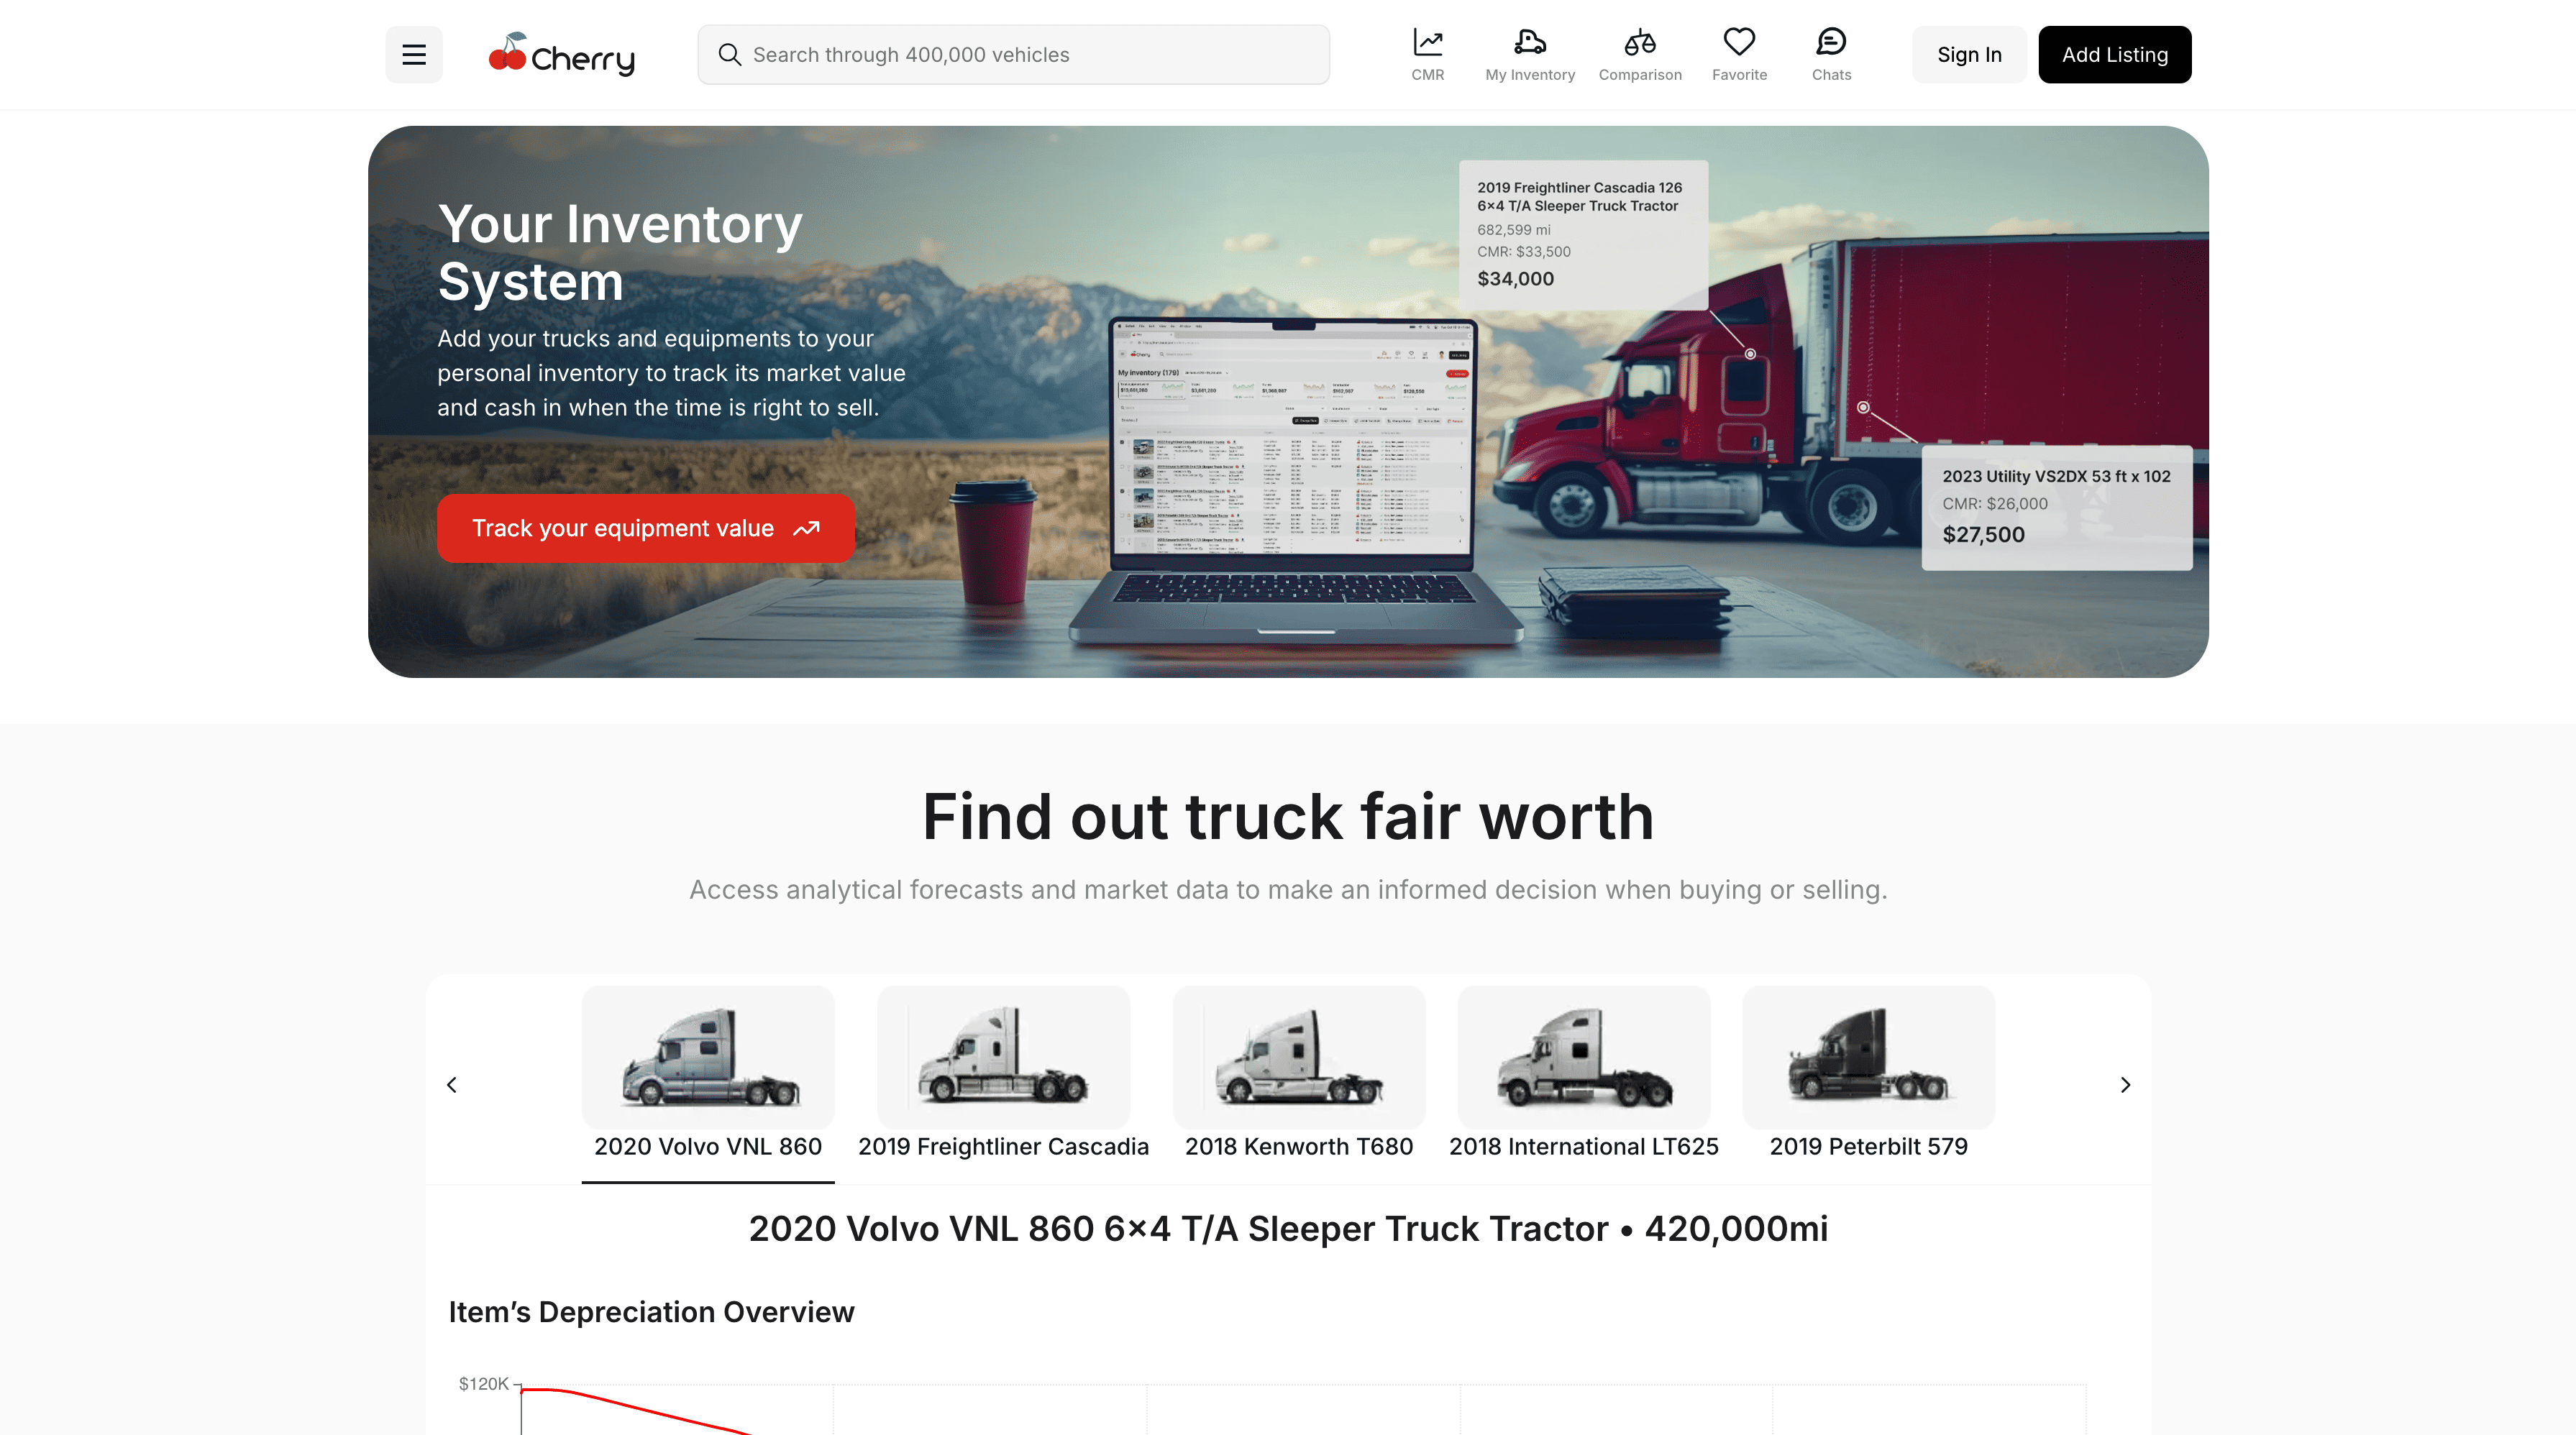 Cherry
Search through 400,000 vehicles
CMR
My Inventory
Comparison
Favorite
Chats
Sign In
Add Listing
Your Inventory
System
Add your trucks and equipments to your
personal inventory to track its market value
and cash in when the time is right to sell.
Track your equipment value
2019 Freightliner Cascadia 126
6x4 T/A Sleeper Truck Tractor
682,599 mi
CMR: $33,500
$34,000
My inventory (179)
2023 Utility VS2DX 53 ft x 102
CMR: $26,000
$27,500
Find out truck fair worth
Access analytical forecasts and market data to make an informed decision when buying or selling.
2020 Volvo VNL 860
2019 Freightliner Cascadia
2018 Kenworth T680
2018 International LT625
2019 Peterbilt 579
2020 Volvo VNL 860 6x4 T/A Sleeper Truck Tractor • 420,000mi
Item’s Depreciation Overview
$120K